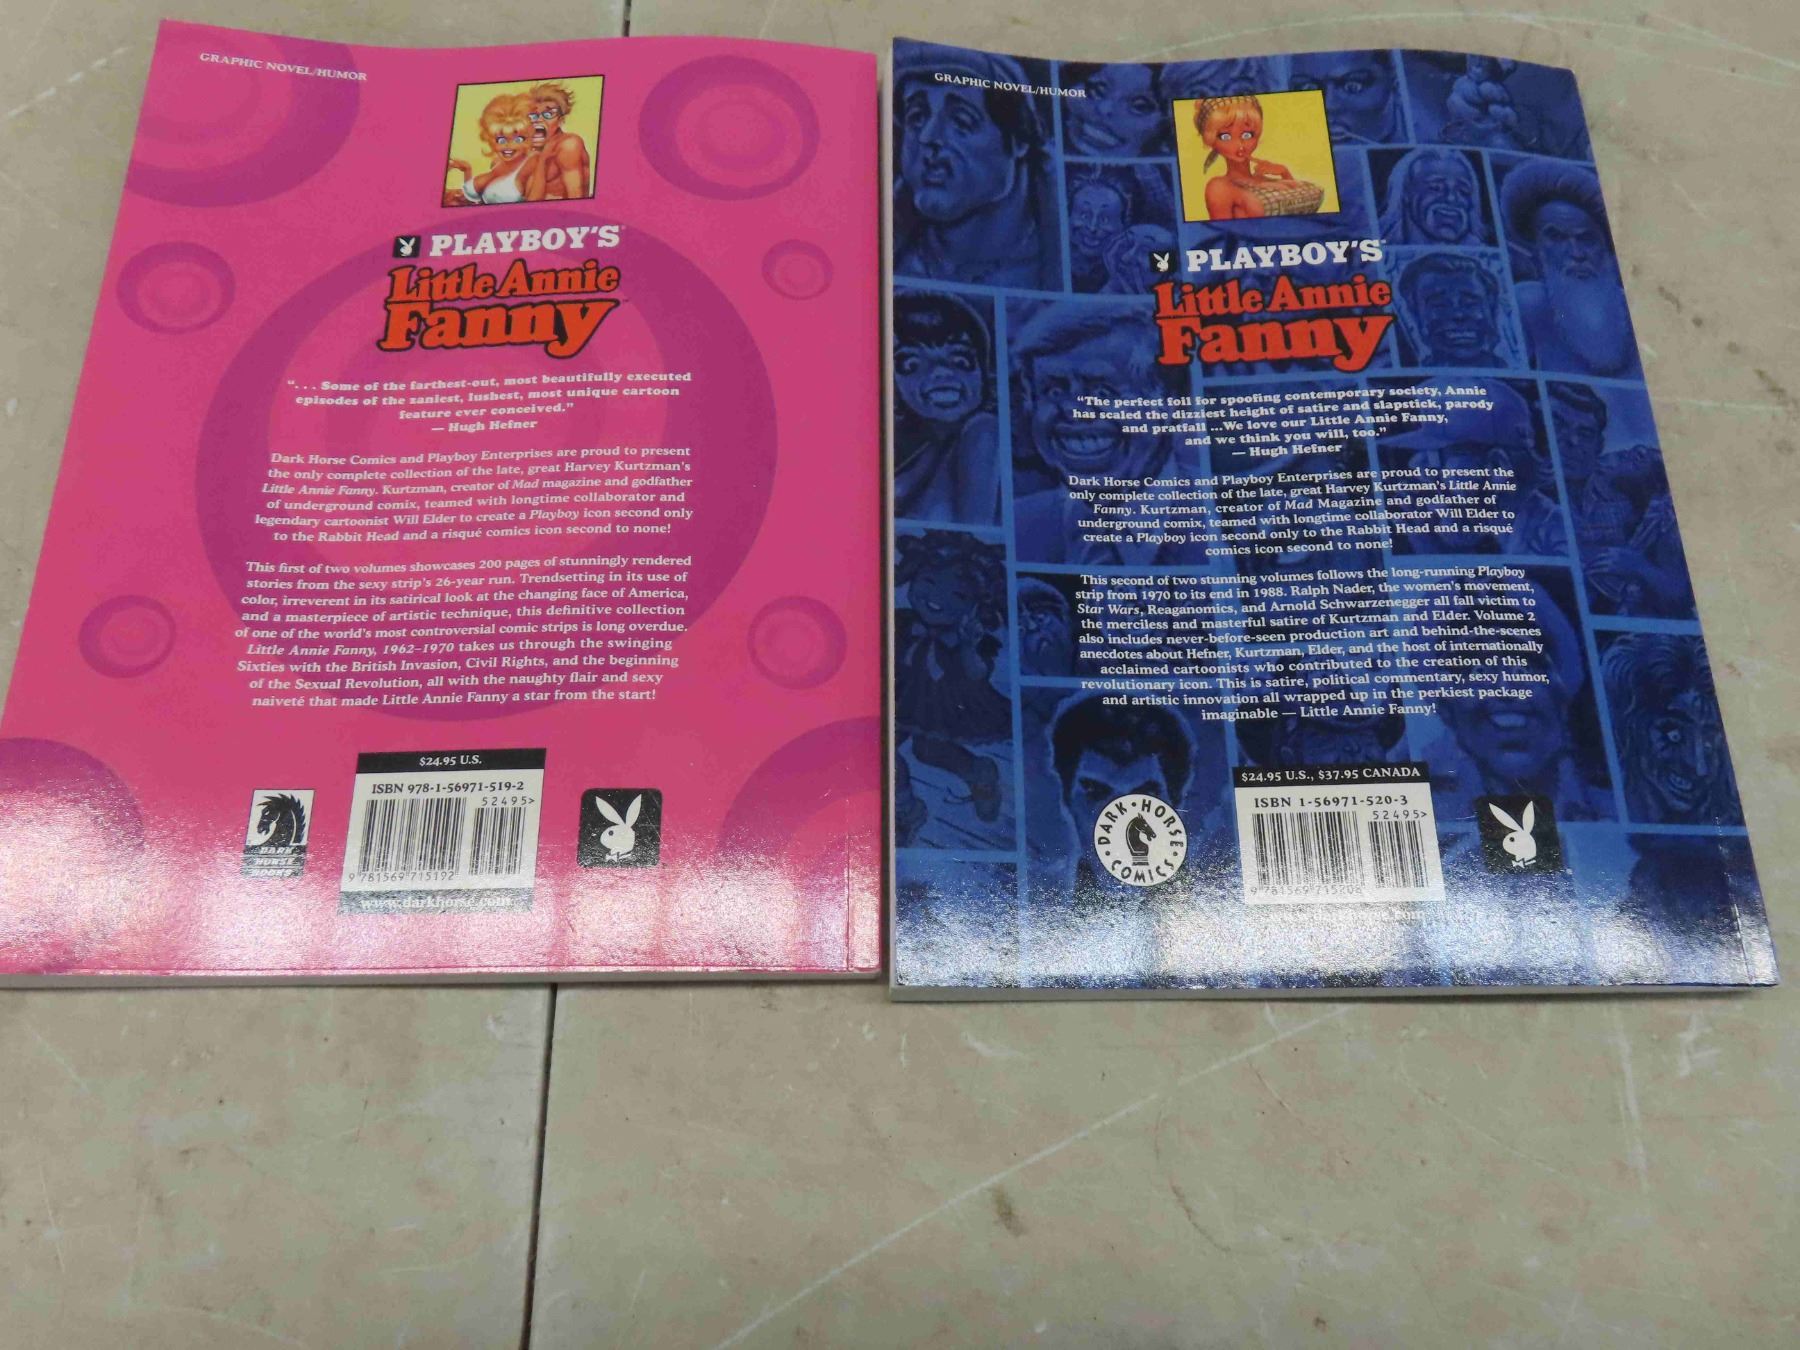 GRAPHIC NOVEL/HUMOR
PLAYBOY'S
Little Annie
Fanny
". . . Some of the farthest-out, most beautifully executed
episodes of the zaniest, lushest, most unique cartoon
feature ever conceived."
— Hugh Hefner
Dark Horse Comics and Playboy Enterprises are proud to present
the only complete collection of the late, great Harvey Kurtzman's
Little Annie Fanny. Kurtzman, creator of Mad magazine and godfather
of underground comix, teamed with longtime collaborator and
legendary cartoonist Will Elder to create a Playboy icon second only
to the Rabbit Head and a risqué comics icon second to none!
This first of two volumes showcases 200 pages of stunningly rendered
stories from the sexy strip's 26-year run. Trendsetting in its use of
color, irreverent in its satirical look at the changing face of America,
and a masterpiece of artistic technique, this definitive collection
of one of the world's most controversial comic strips is long overdue.
Little Annie Fanny, 1962–1970 takes us through the swinging
Sixties with the British Invasion, Civil Rights, and the beginning
of the Sexual Revolution, all with the naughty flair and sexy
naiveté that made Little Annie Fanny a star from the start!
$24.95 U.S.
ISBN 978-1-56971-519-2
52495>
9 781569 715192
DARK
HORSE
BOOKS
www.darkhorse.com
GRAPHIC NOVEL/HUMOR
PLAYBOY'S
Little Annie
Fanny
"The perfect foil for spoofing contemporary society, Annie
has scaled the dizziest height of satire and slapstick, parody
and pratfall ...We love our Little Annie Fanny,
and we think you will, too."
— Hugh Hefner
Dark Horse Comics and Playboy Enterprises are proud to present the
only complete collection of the late, great Harvey Kurtzman's Little Annie
Fanny. Kurtzman, creator of Mad Magazine and godfather of
underground comix, teamed with longtime collaborator Will Elder to
create a Playboy icon second only to the Rabbit Head and a risqué
comics icon second to none!
This second of two stunning volumes follows the long-running Playboy
strip from 1970 to its end in 1988. Ralph Nader, the women's movement,
Star Wars, Reaganomics, and Arnold Schwarzenegger all fall victim to
the merciless and masterful satire of Kurtzman and Elder. Volume 2
also includes never-before-seen production art and behind-the-scenes
anecdotes about Hefner, Kurtzman, Elder, and the host of internationally
acclaimed cartoonists who contributed to the creation of this
revolutionary icon. This is satire, political commentary, sexy humor,
and artistic innovation all wrapped up in the perkiest package
imaginable — Little Annie Fanny!
$24.95 U.S., $37.95 CANADA
ISBN 1-56971-520-3
52495>
9 781569 715208
DARK HORSE COMICS
www.darkhorse.com